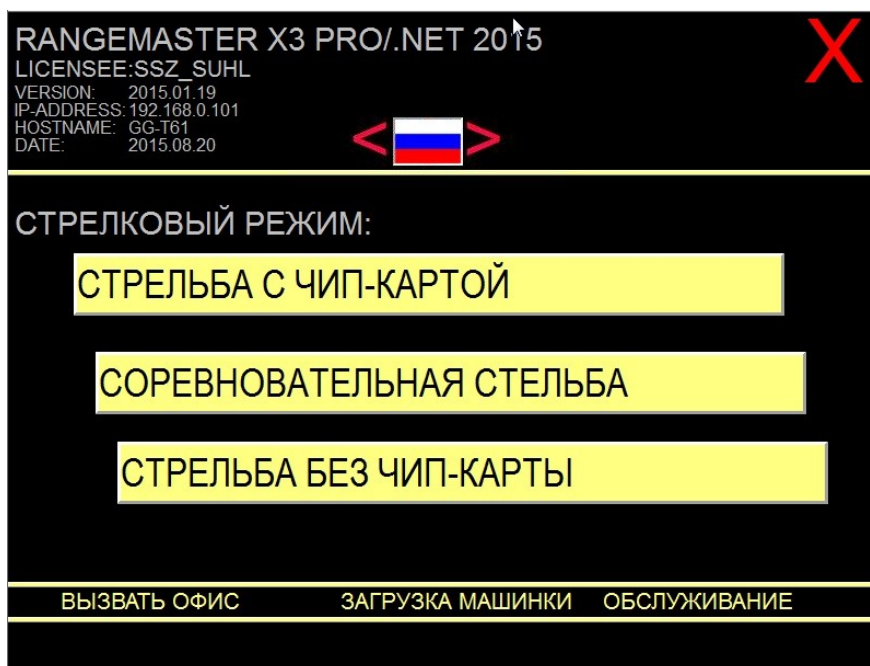 RANGEMASTER X3 PRO/.NET 2015
X
LICENSEE:SSZ_SUHL
VERSION: 2015.01.19
IP-ADDRESS: 192.168.0.101
HOSTNAME: GG-T61
DATE: 2015.08.20
< >
СТРЕЛКОВЫЙ РЕЖИМ:
СТРЕЛЬБА С ЧИП-КАРТОЙ
СОРЕВНОВАТЕЛЬНАЯ СТЕЛЬБА
СТРЕЛЬБА БЕЗ ЧИП-КАРТЫ
ВЫЗВАТЬ ОФИС ЗАГРУЗКА МАШИНКИ ОБСЛУЖИВАНИЕ